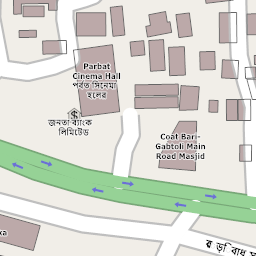 Parbat
Cinema Hall
পর্বত সিনেমা
হলের
$
জনতা ব্যাংক
লিমিটেড
Coat Bari-
Gabtoli Main
Road Masjid